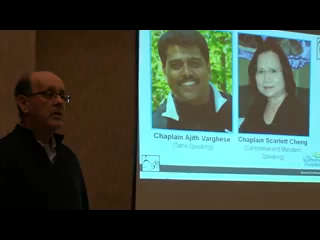 Chaplain Ajith Varghese
(Tamil Speaking)
Chaplain Scarlett Cheng
(Cantonese and Mandarin
Speaking)